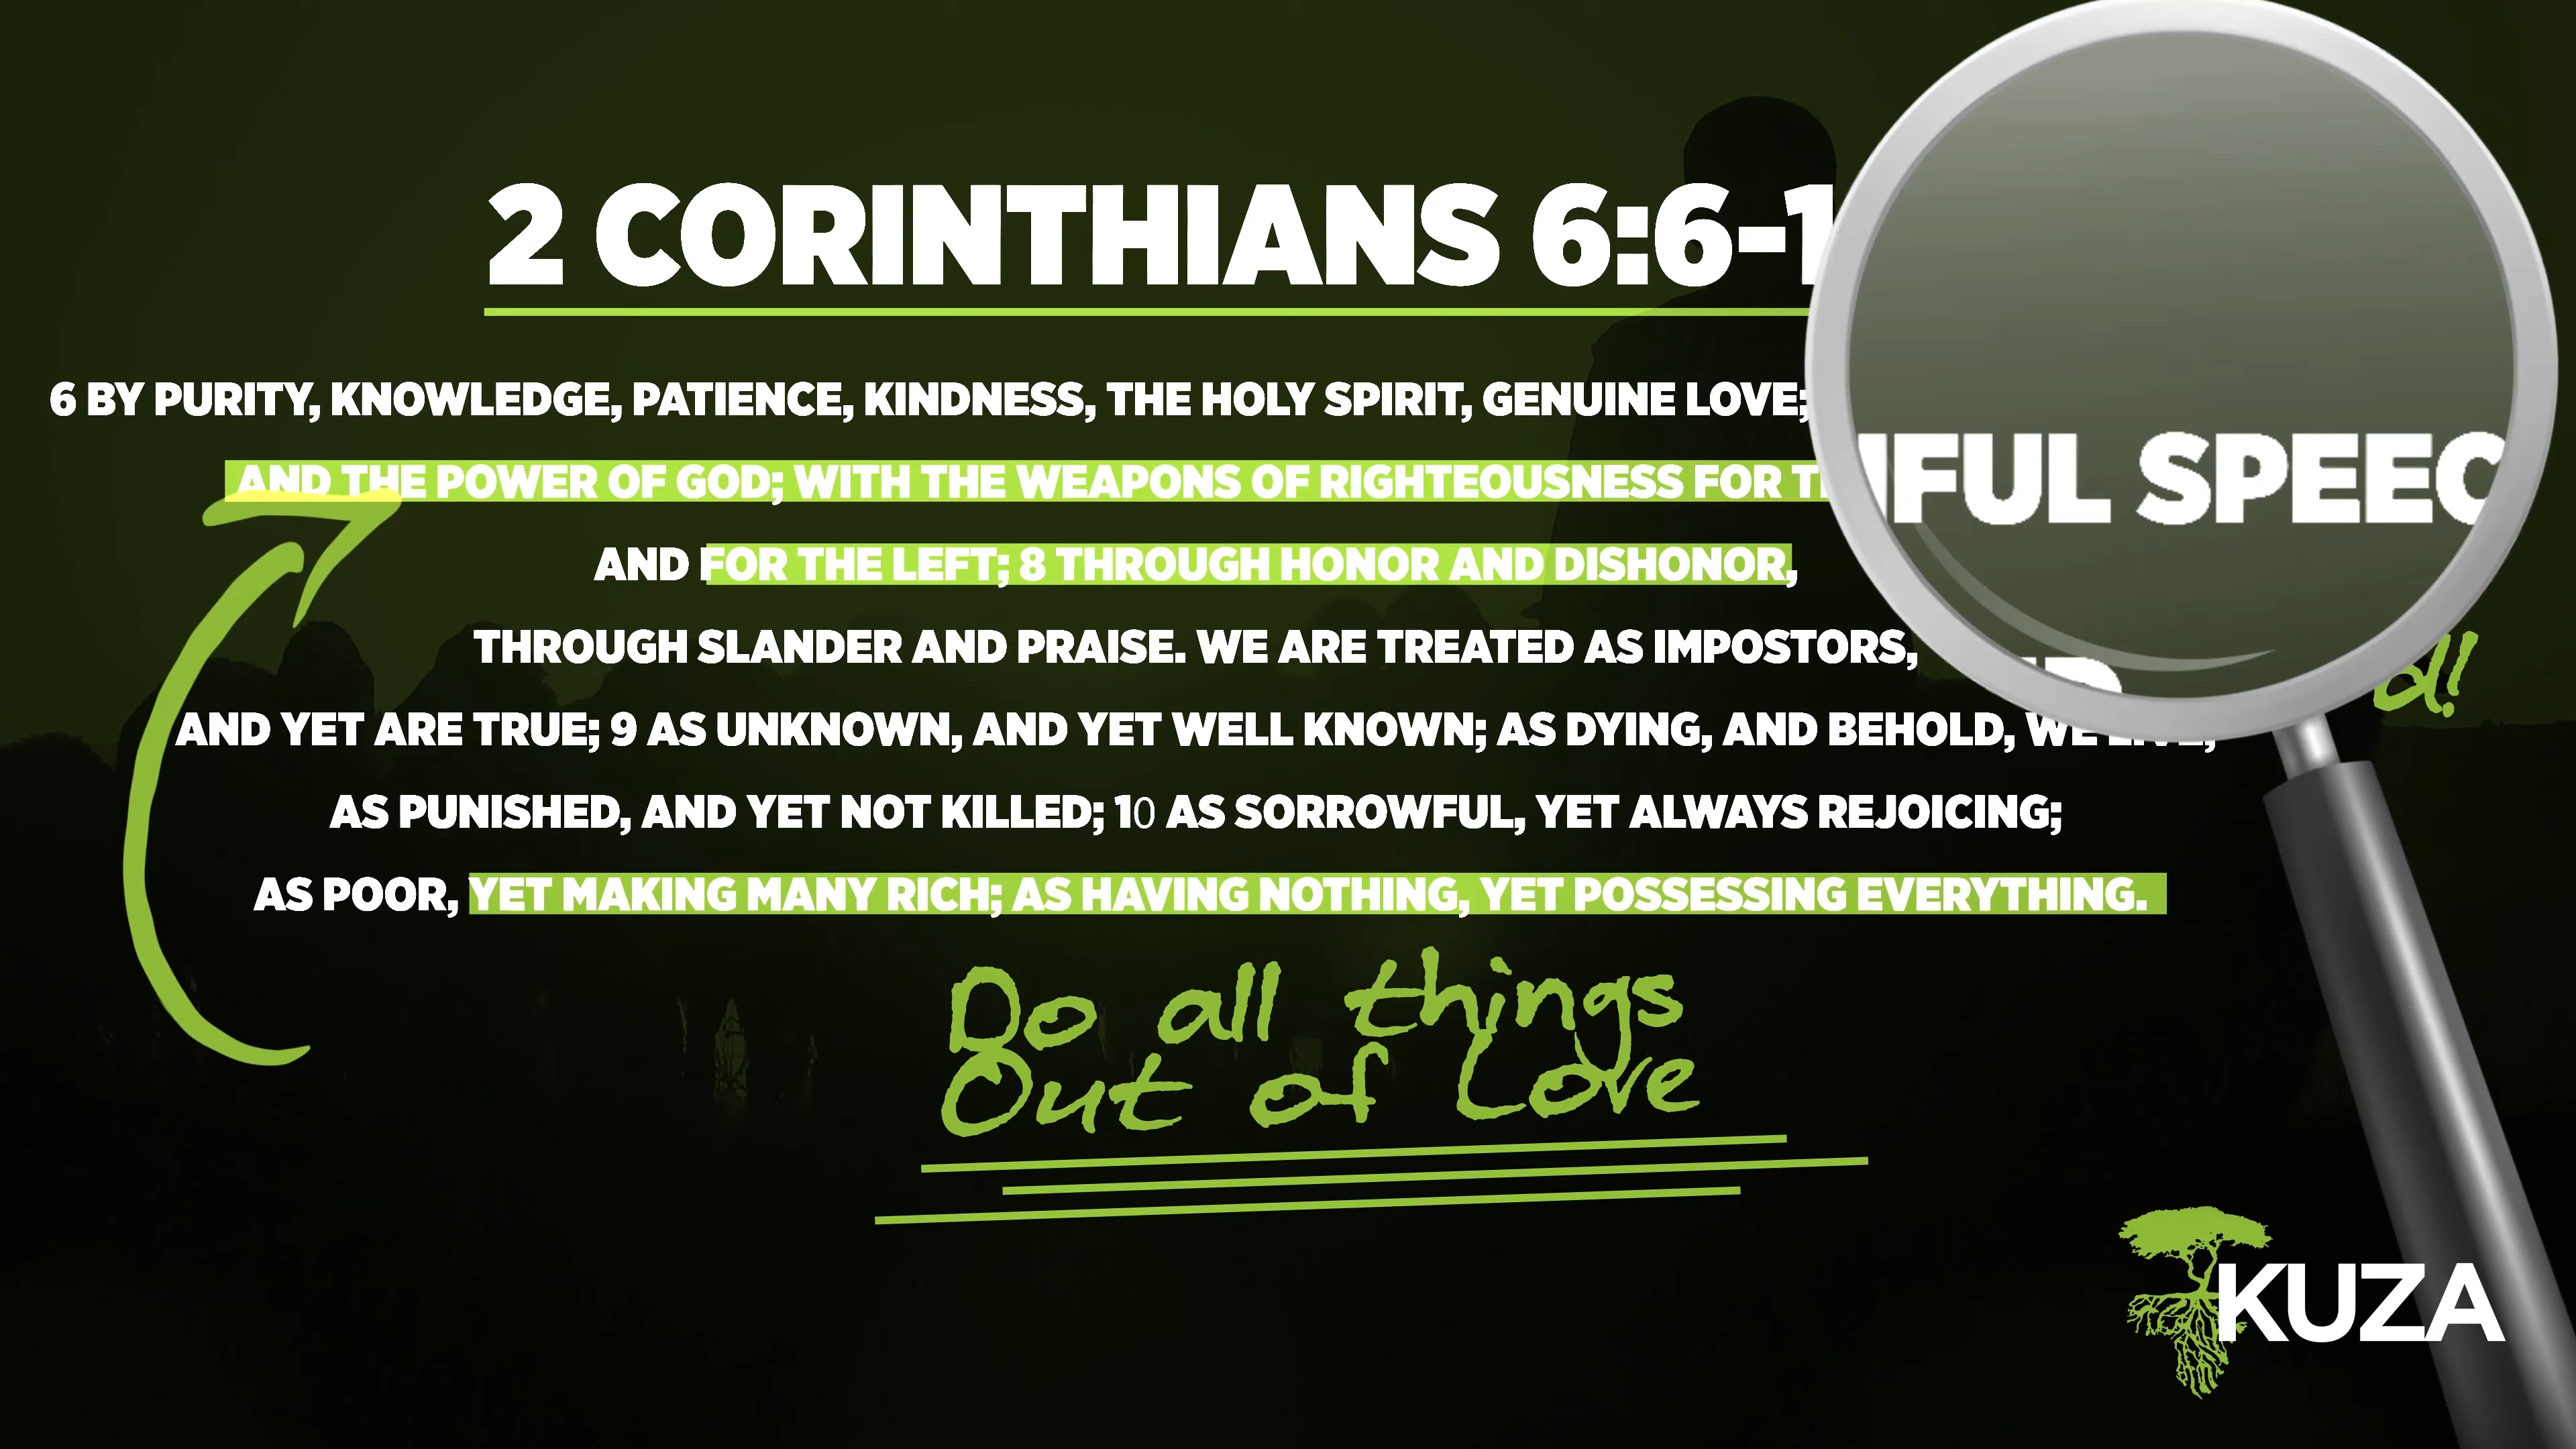 2 CORINTHIANS 6:6-1
6 BY PURITY, KNOWLEDGE, PATIENCE, KINDNESS, THE HOLY SPIRIT, GENUINE LOVE;
SPEEC
AND THE POWER OF GOD; WITH THE WEAPONS OF RIGHTEOUSNESS FOR
AND FOR THE LEFT; 8 THROUGH HONOR AND DISHONOR,
THROUGH SLANDER AND PRAISE. WE ARE TREATED AS IMPOSTORS,
AND YET ARE TRUE; 9 AS UNKNOWN, AND YET WELL KNOWN; AS DYING, AND BEHOLD, WE
AS PUNISHED, AND YET NOT KILLED; 10 AS SORROWFUL, YET ALWAYS REJOICING;
AS POOR, YET MAKING MANY RICH; AS HAVING NOTHING, YET POSSESSING EVERYTHING.
Do all things
Out of Love
KUZA